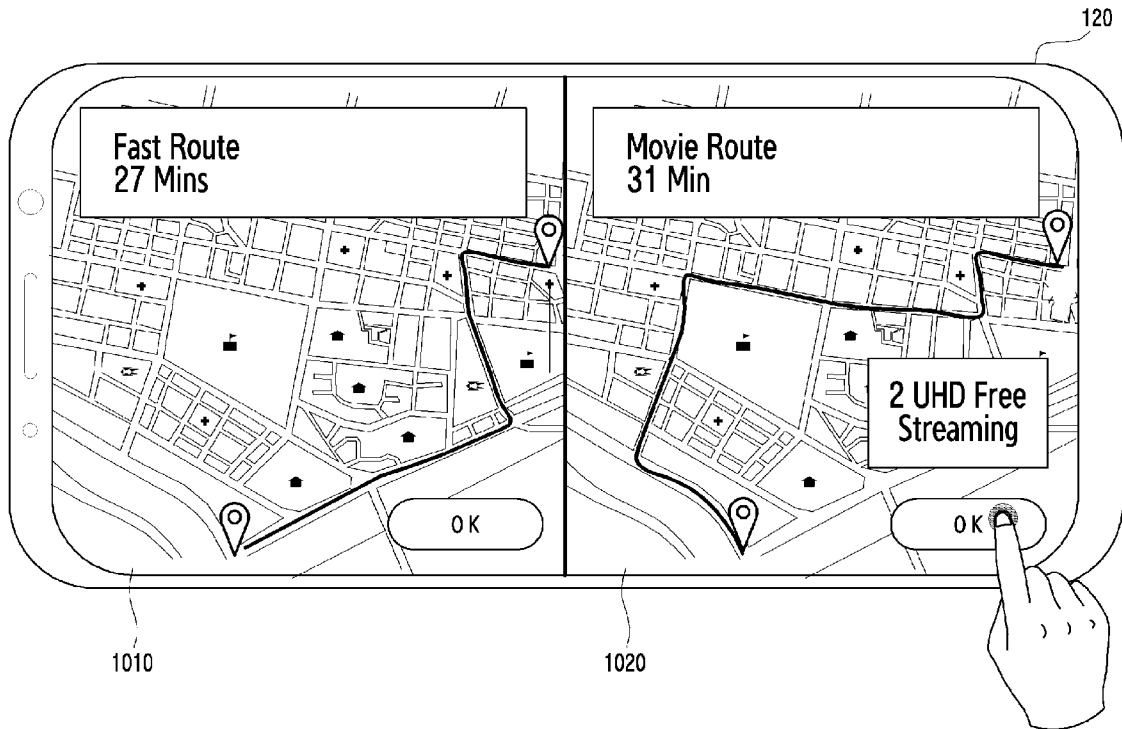 120
Fast Route
27 Mins
Movie Route
31 Min
2 UHD Free
Streaming
OK
OK
1010
1020